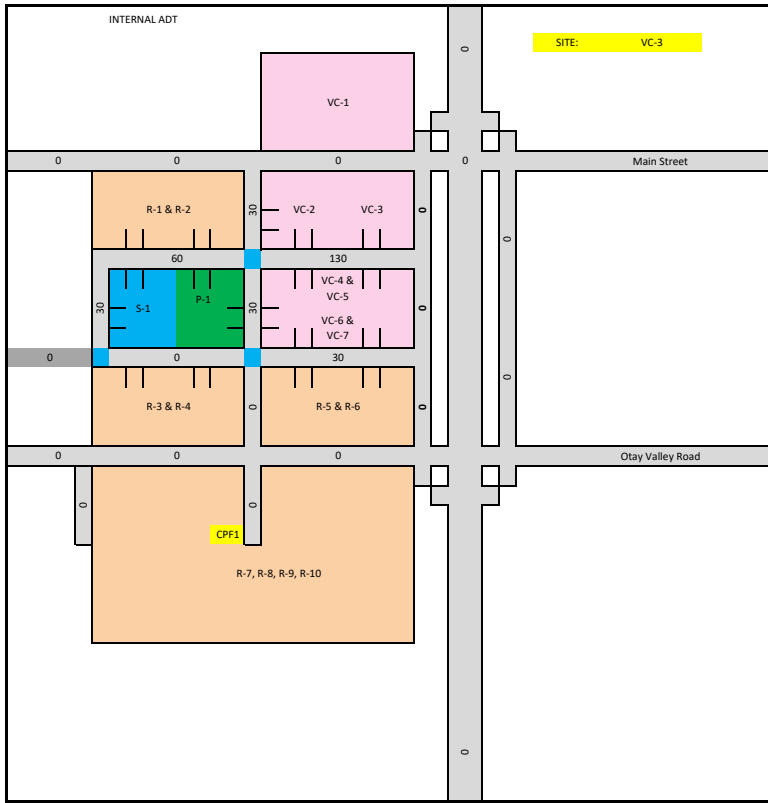 INTERNAL ADT
SITE: VC-3
0
VC-1
0 0 0 0 Main Street
R-1 & R-2
30
VC-2 VC-3
0
0
60 130
30
S-1
P-1
30
VC-4 &
VC-5
VC-6 &
VC-7
0
0 0 30
R-3 & R-4
0
R-5 & R-6
0
0
0 0 0 Otay Valley Road
0
0
CPF1
R-7, R-8, R-9, R-10
0